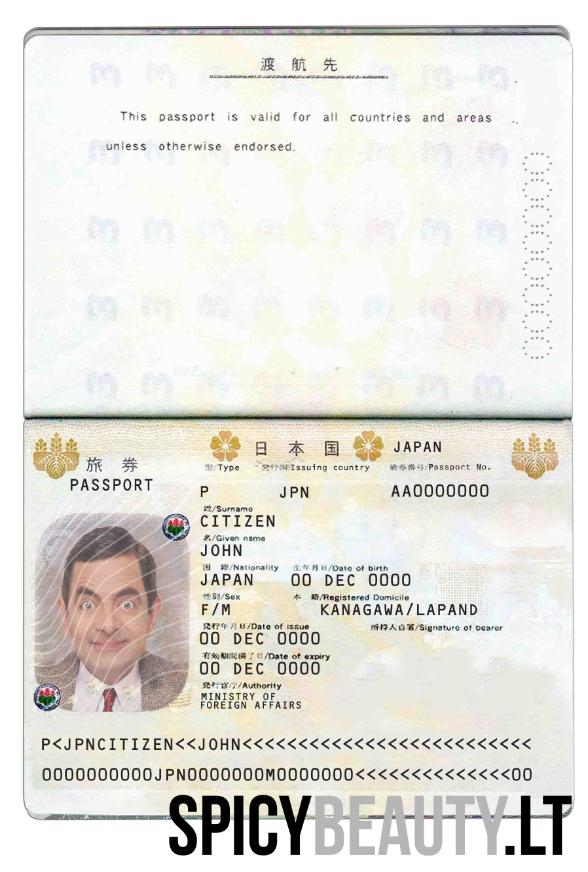 渡航先
This passport is valid for all countries and areas
unless otherwise endorsed.
旅券
PASSPORT
日本国 JAPAN
型/Type 発行国/Issuing country 旅券番号/Passport No.
P JPN AA0000000
姓/Surname
CITIZEN
名/Given name
JOHN
国籍/Nationality 生年月日/Date of birth
JAPAN 00 DEC 0000
性別/Sex 本籍/Registered Domicile
F/M KANAGAWA/LAPAND
発行年月日/Date of issue 所持人自署/Signature of bearer
00 DEC 0000
有効期間満了日/Date of expiry
00 DEC 0000
発行官庁/Authority
MINISTRY OF
FOREIGN AFFAIRS
P<JPNCITIZEN<<JOHN<<<<<<<<<<<<<<<<<<<<<<<<<<
0000000000JPN0000000M0000000<<<<<<<<<<<<<<00
SPICYBEAUTY.LT